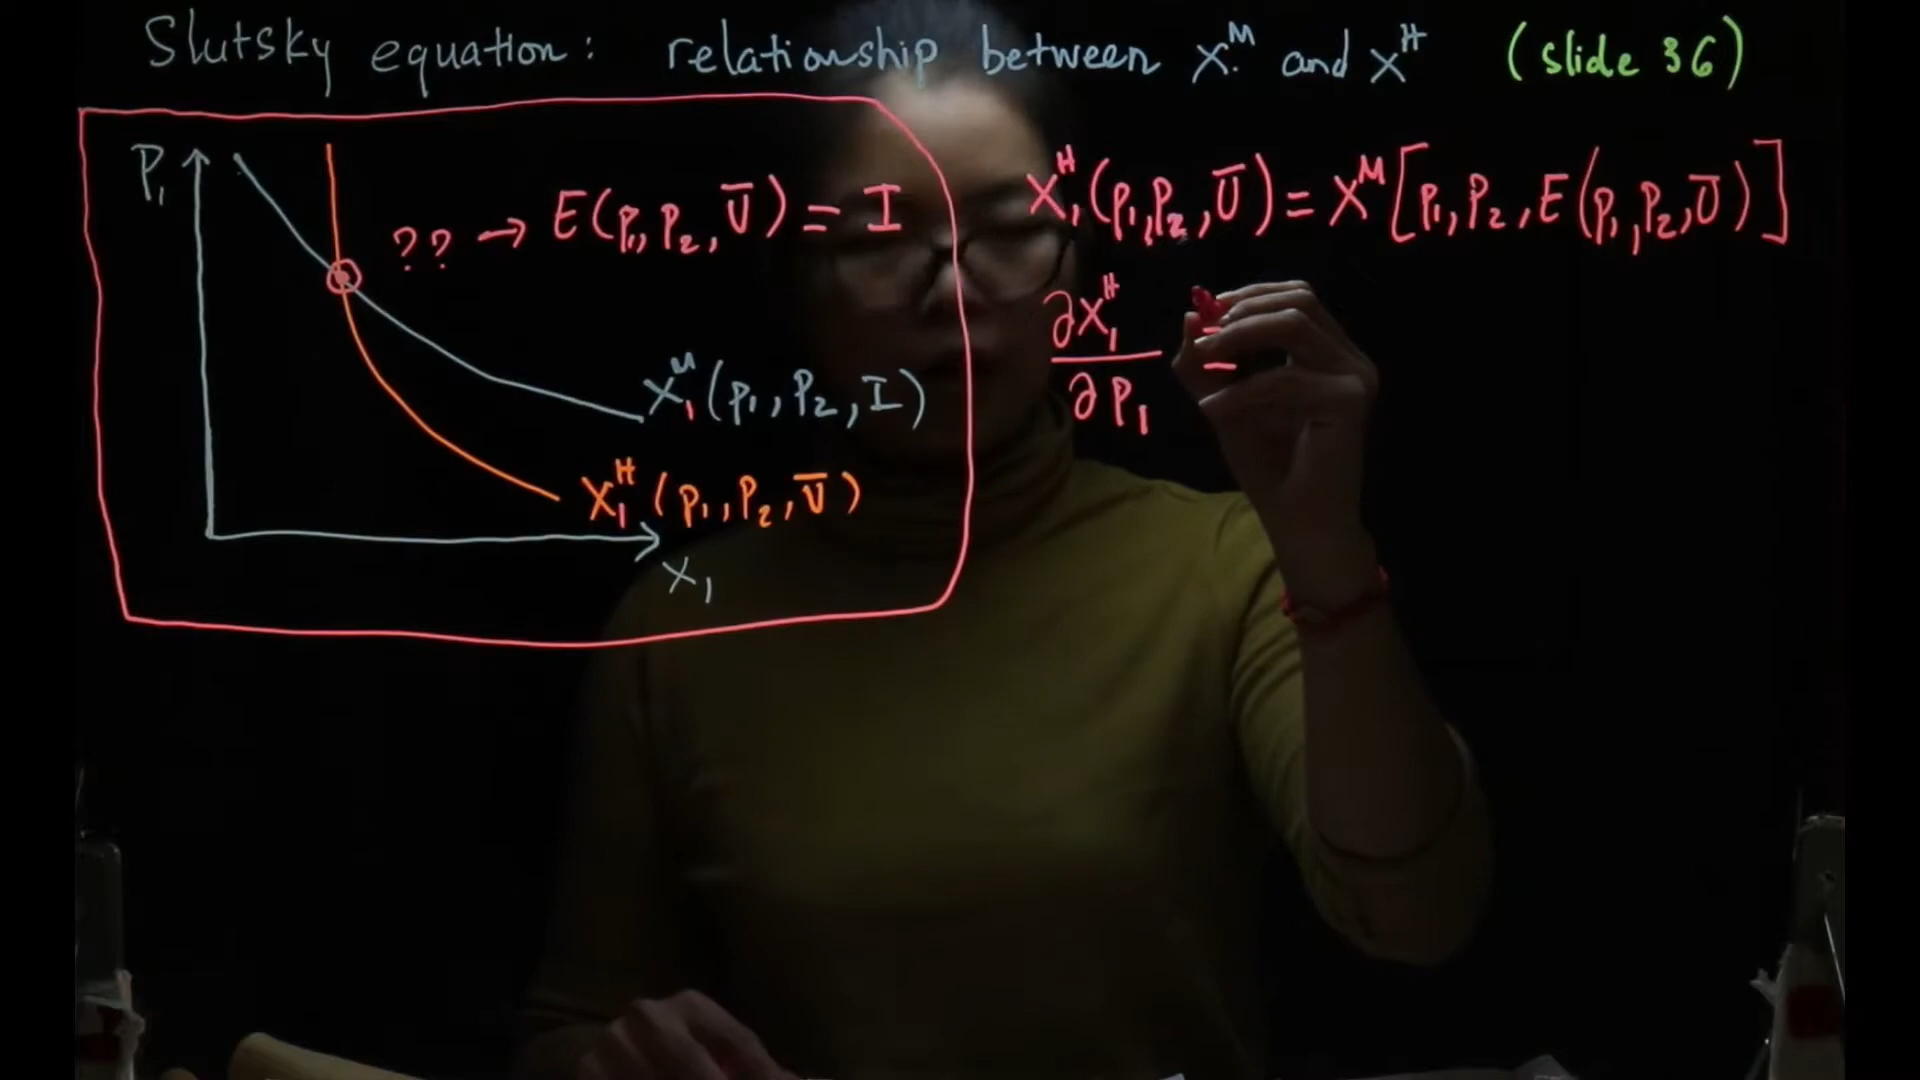 Slutsky equation: relationship between X^M and X^H (slide 36)
P₁
?? → E(P₁, P₂, Ū) = I
X₁^M (P₁, P₂, I)
X₁^H (P₁, P₂, Ū)
X₁
X₁^H (P₁, P₂, Ū) = X^M [P₁, P₂, E(P₁, P₂, Ū)]
∂X₁^H
=
∂P₁